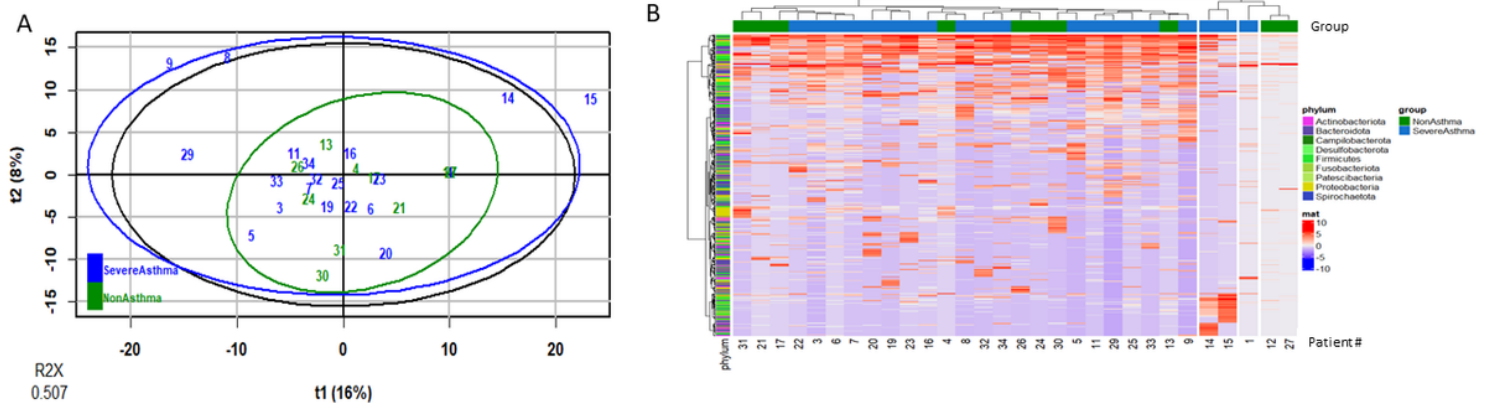 A
15
10
5
0
-5
-10
-15
t2 (8%)
9
8
14
15
29
11
13
16
34
26
4
33
32
25
23
7
24
3
19
22
6
21
5
31
20
30
SevereAsthma
NonAsthma
-20
-10
0
10
20
R2X
0.507
t1 (16%)
B
Group
phylum
Actinobacteriota
Bacteroidota
Campilobacterota
Desulfobacterota
Firmicutes
Fusobacteriota
Patescibacteria
Proteobacteria
Spirochaetota
group
NonAsthma
SevereAsthma
mat
10
5
0
-5
-10
phylum
31 21 17 22 3 6 7 20 19 23 16 4 8 32 34 26 24 30 5 11 29 25 33 13 9 14 15 1 12 27
Patient#